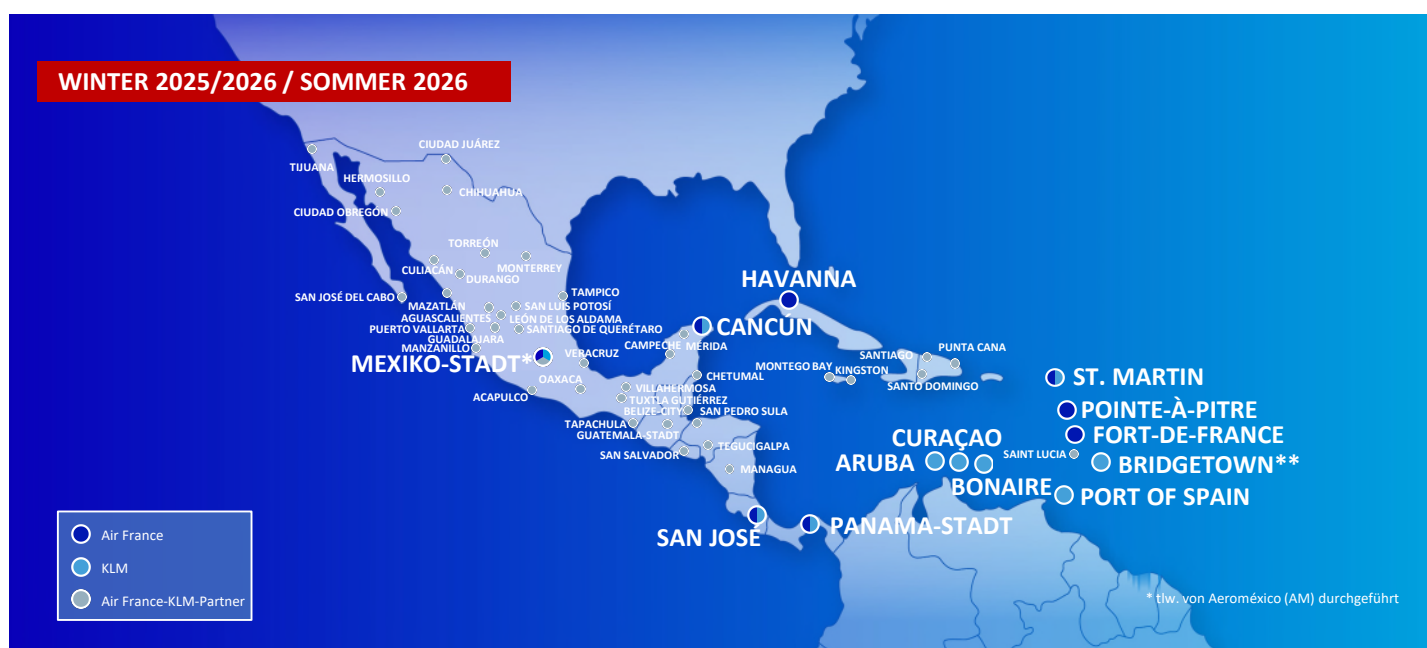 WINTER 2025/2026 / SOMMER 2026
CIUDAD JUÁREZ
TIJUANA
HERMOSILLO
CHIHUAHUA
CIUDAD OBREGÓN
TORREÓN
CULIACÁN
MONTERREY
DURANGO
HAVANNA
SAN JOSÉ DEL CABO
TAMPICO
MAZATLÁN
SAN LUIS POTOSÍ
AGUASCALIENTES
LEÓN DE LOS ALDAMA
CANCÚN
PUERTO VALLARTA
SANTIAGO DE QUERÉTARO
GUADALAJARA
MANZANILLO
CAMPECHE
MÉRIDA
PUNTA CANA
MEXIKO-STADT*
VERACRUZ
SANTIAGO
MONTEGO BAY
KINGSTON
CHETUMAL
ST. MARTIN
OAXACA
VILLAHERMOSA
SANTO DOMINGO
ACAPULCO
TUXTLA GUTIÉRREZ
BELIZE-CITY
SAN PEDRO SULA
POINTE-À-PITRE
TAPACHULA
GUATEMALA-STADT
FORT-DE-FRANCE
CURAÇAO
TEGUCIGALPA
SAN SALVADOR
SAINT LUCIA
ARUBA
BRIDGETOWN**
MANAGUA
BONAIRE
PORT OF SPAIN
SAN JOSÉ
PANAMA-STADT
Air France
KLM
Air France-KLM-Partner
* tlw. von Aeroméxico (AM) durchgeführt